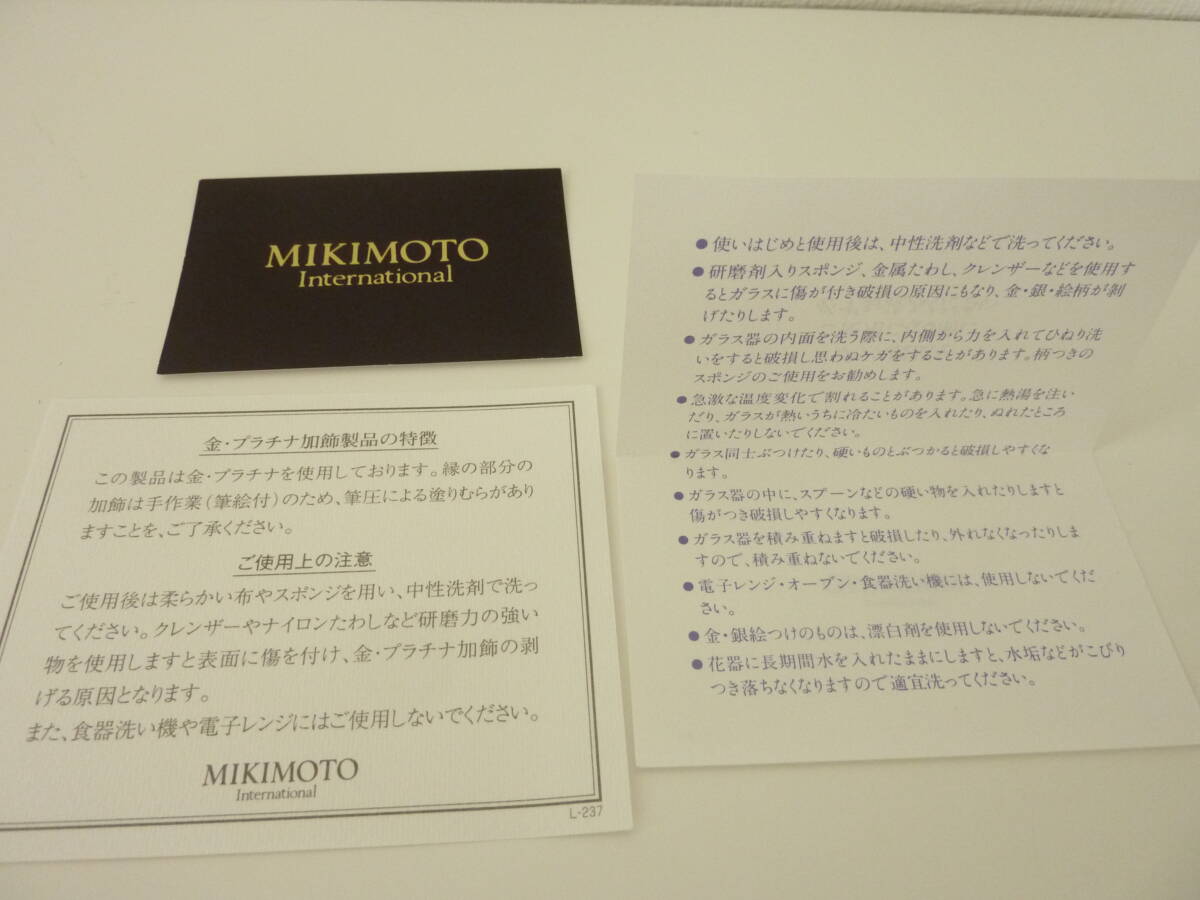 MIKIMOTO
International
金・プラチナ加飾製品の特徴
この製品は金・プラチナを使用しております。縁の部分の
加飾は手作業(筆絵付)のため、筆圧による塗りむらがあり
ますことを、ご了承ください。
ご使用上の注意
ご使用後は柔らかい布やスポンジを用い、中性洗剤で洗っ
てください。クレンザーやナイロンたわしなど研磨力の強い
物を使用しますと表面に傷を付け、金・プラチナ加飾の剥
げる原因となります。
また、食器洗い機や電子レンジにはご使用しないでください。
MIKIMOTO
International
L-237
●使いはじめと使用後は、中性洗剤などで洗ってください。
●研磨剤入りスポンジ、金属たわし、クレンザーなどを使用す
るとガラスに傷が付き破損の原因にもなり、金・銀・絵柄が剥
げたりします。
●ガラス器の内面を洗う際に、内側から力を入れてひねり洗
いをすると破損し思わぬケガをすることがあります。柄つきの
スポンジのご使用をお勧めします。
●急激な温度変化で割れることがあります。急に熱湯を注い
だり、ガラスが熱いうちに冷たいものを入れたり、ぬれたところ
に置いたりしないでください。
●ガラス同士ぶつけたり、硬いものとぶつかると破損しやすくな
ります。
●ガラス器の中に、スプーンなどの硬い物を入れたりしますと
傷がつき破損しやすくなります。
●ガラス器を積み重ねますと破損したり、外れなくなったりしま
すので、積み重ねないでください。
●電子レンジ・オーブン・食器洗い機には、使用しないでくだ
さい。
●金・銀絵つけのものは、漂白剤を使用しないでください。
●花器に長期間水を入れたままにしますと、水垢などがこびり
つき落ちなくなりますので適宜洗ってください。